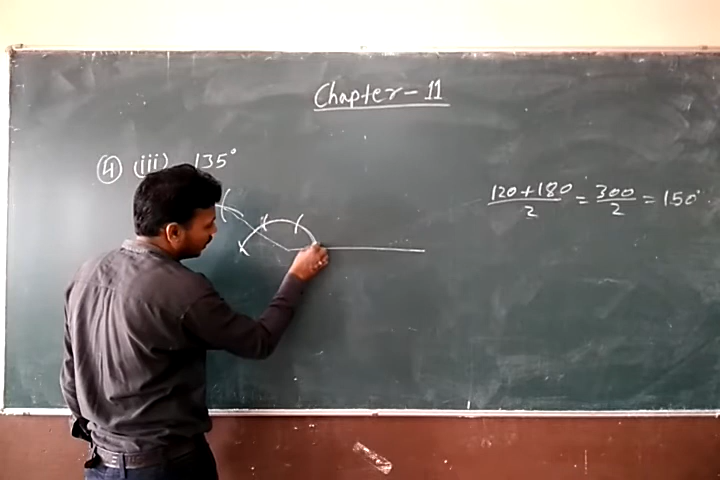 Chapter - 11
④ (iii) 135°
120 + 180 / 2 = 300 / 2 = 150°